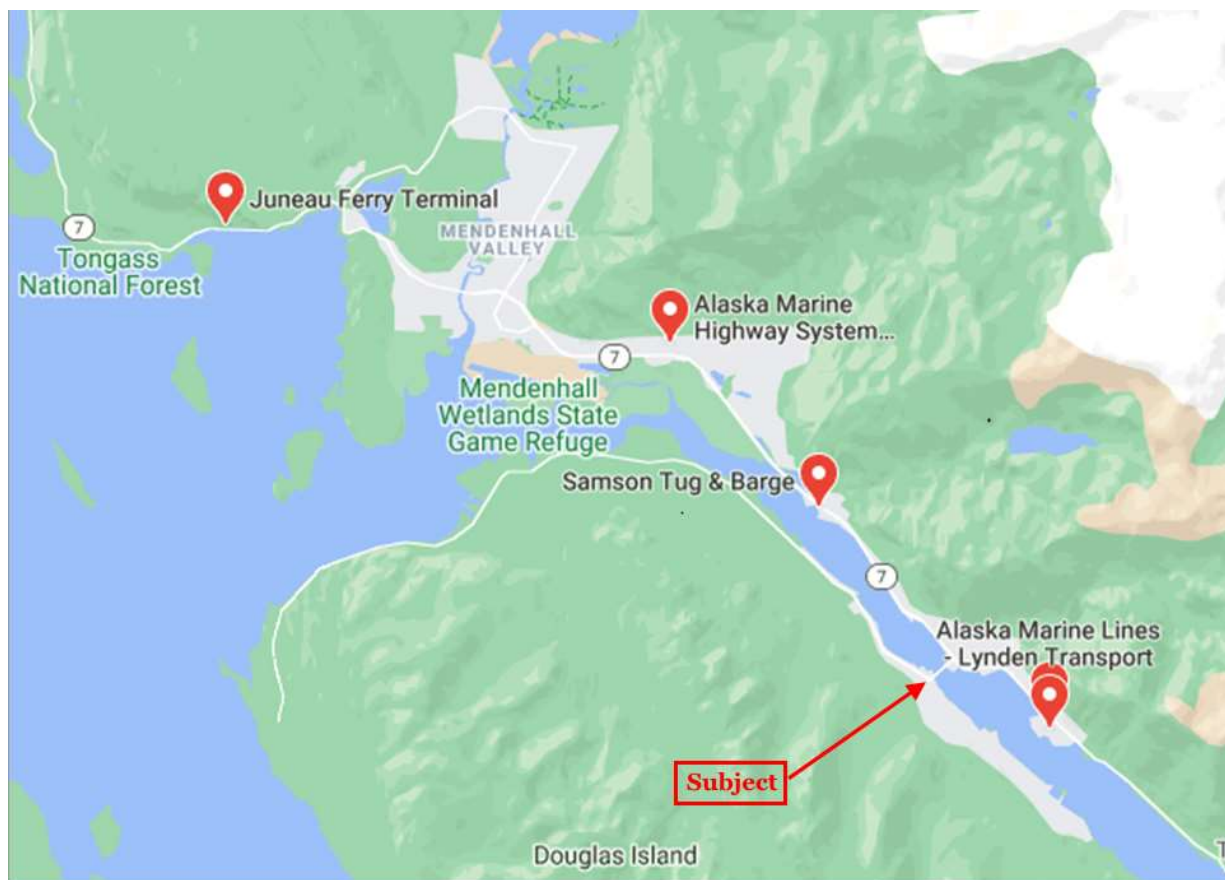 Juneau Ferry Terminal
7
Tongass
National Forest
MENDENHALL
VALLEY
Alaska Marine
Highway System...
7
Mendenhall
Wetlands State
Game Refuge
Samson Tug & Barge
7
Alaska Marine Lines
- Lynden Transport
Subject
Douglas Island
T